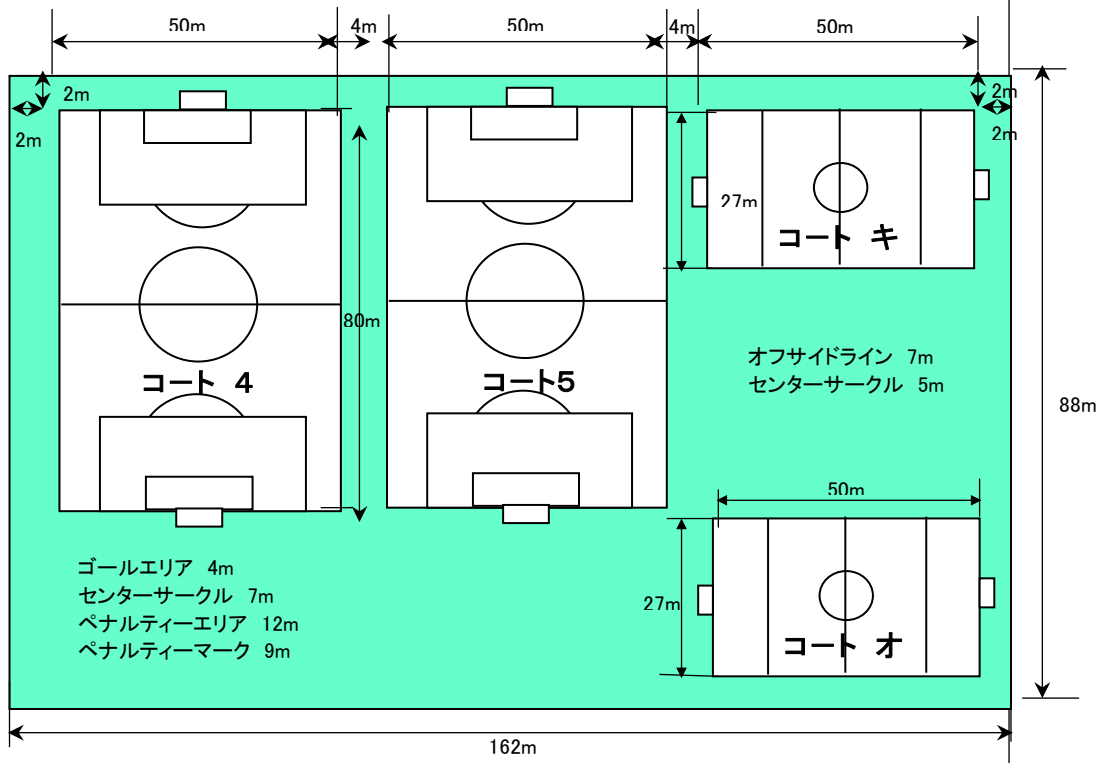 50m
4m
50m
4m
50m
2m
2m
2m
2m
27m
コート キ
80m
オフサイドライン 7m
センターサークル 5m
コート 4
コート5
88m
50m
ゴールエリア 4m
センターサークル 7m
ペナルティーエリア 12m
ペナルティーマーク 9m
27m
コート オ
162m